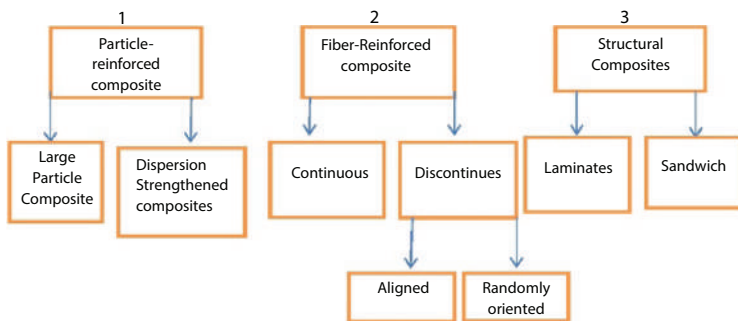 1
Particle-
reinforced
composite
Large
Particle
Composite
Dispersion
Strengthened
composites
2
Fiber-Reinforced
composite
Continuous
Discontinues
Aligned
Randomly
oriented
3
Structural
Composites
Laminates
Sandwich